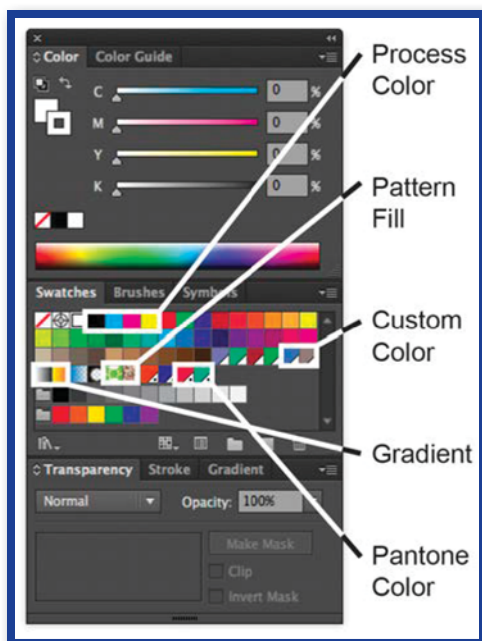 Color Color Guide
C 0 %
M 0 %
Y 0 %
K 0 %
Swatches Brushes Symbols
Transparency Stroke Gradient
Normal Opacity: 100%
Make Mask
Clip
Invert Mask
Process
Color
Pattern
Fill
Custom
Color
Gradient
Pantone
Color